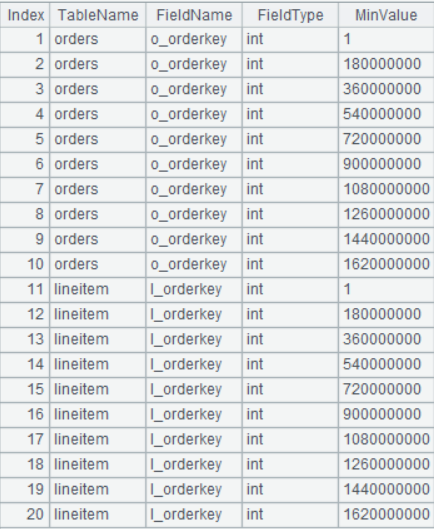 Index TableName FieldName FieldType MinValue
1 orders o_orderkey int 1
2 orders o_orderkey int 180000000
3 orders o_orderkey int 360000000
4 orders o_orderkey int 540000000
5 orders o_orderkey int 720000000
6 orders o_orderkey int 900000000
7 orders o_orderkey int 1080000000
8 orders o_orderkey int 1260000000
9 orders o_orderkey int 1440000000
10 orders o_orderkey int 1620000000
11 lineitem l_orderkey int 1
12 lineitem l_orderkey int 180000000
13 lineitem l_orderkey int 360000000
14 lineitem l_orderkey int 540000000
15 lineitem l_orderkey int 720000000
16 lineitem l_orderkey int 900000000
17 lineitem l_orderkey int 1080000000
18 lineitem l_orderkey int 1260000000
19 lineitem l_orderkey int 1440000000
20 lineitem l_orderkey int 1620000000